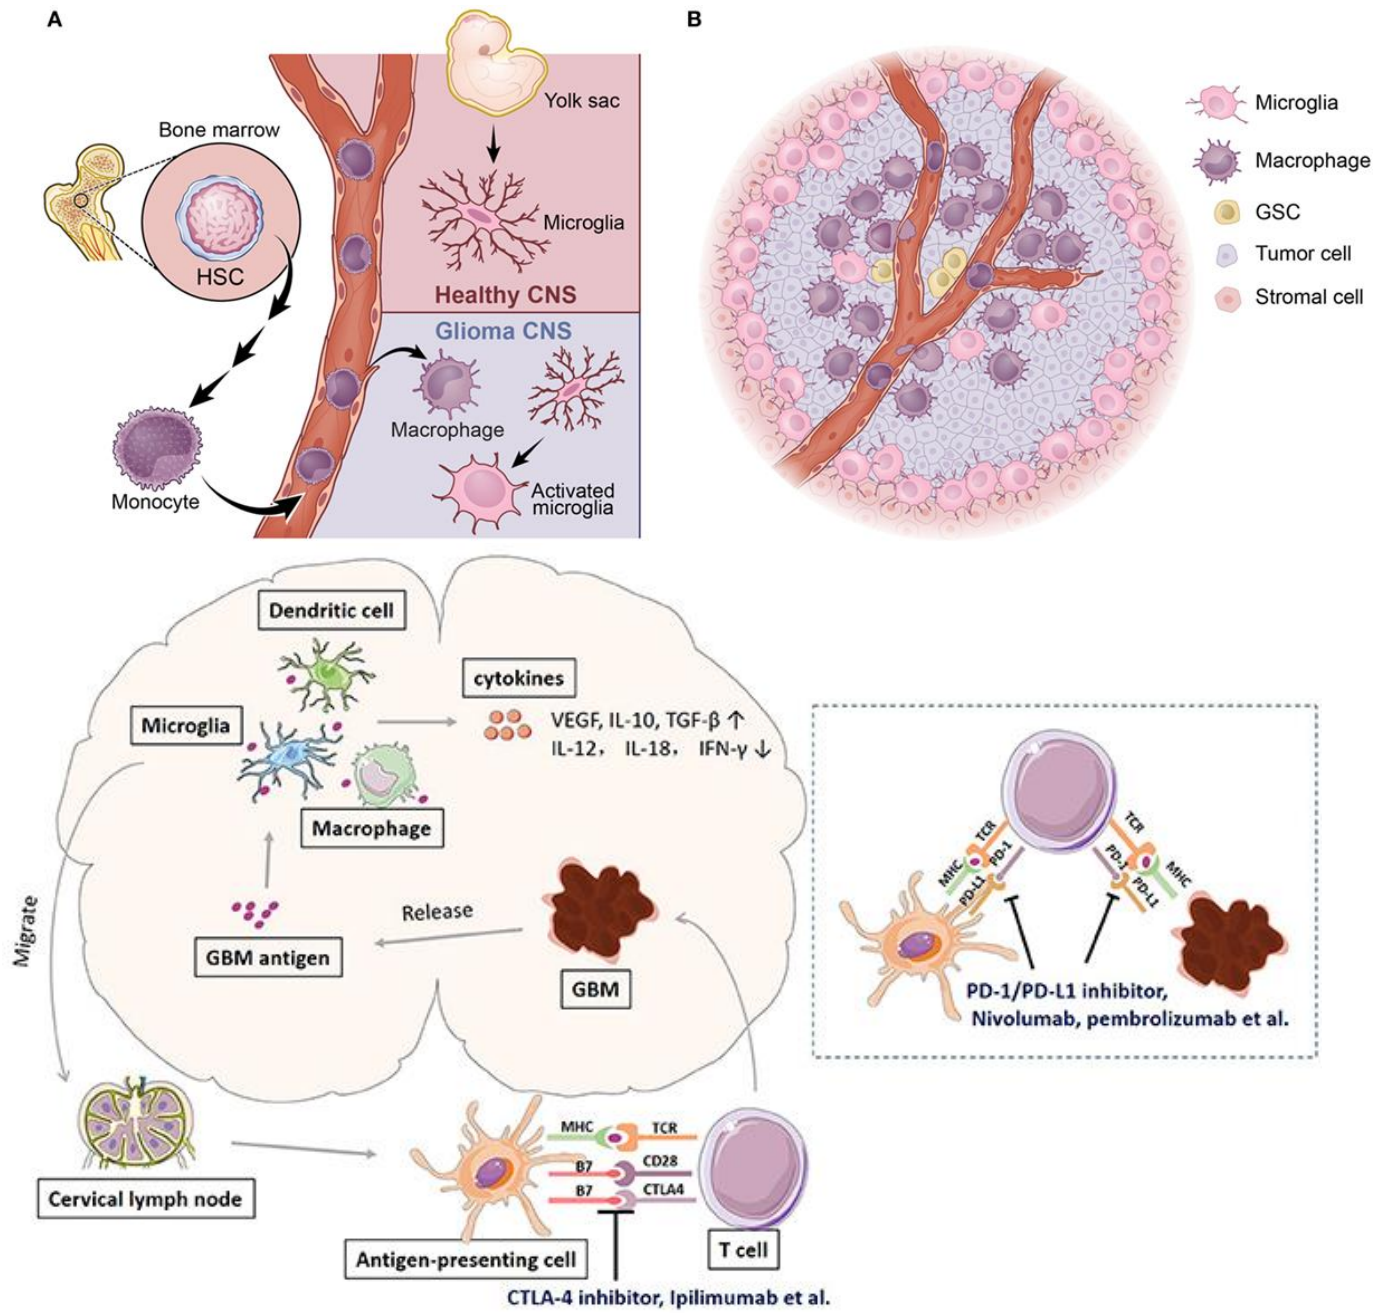 A
Yolk sac
Bone marrow
HSC
Microglia
Healthy CNS
Glioma CNS
Macrophage
Monocyte
Activated
microglia
B
Microglia
Macrophage
GSC
Tumor cell
Stromal cell
Dendritic cell
cytokines
Microglia
VEGF, IL-10, TGF-β ↑
IL-12, IL-18, IFN-γ ↓
Macrophage
Migrate
Release
GBM antigen
GBM
Cervical lymph node
MHC
TCR
B7
CD28
B7
CTLA4
Antigen-presenting cell
T cell
CTLA-4 inhibitor, Ipilimumab et al.
TCR
MHC
PD-1
PD-L1
TCR
PD-1
MHC
PD-L1
PD-1/PD-L1 inhibitor,
Nivolumab, pembrolizumab et al.